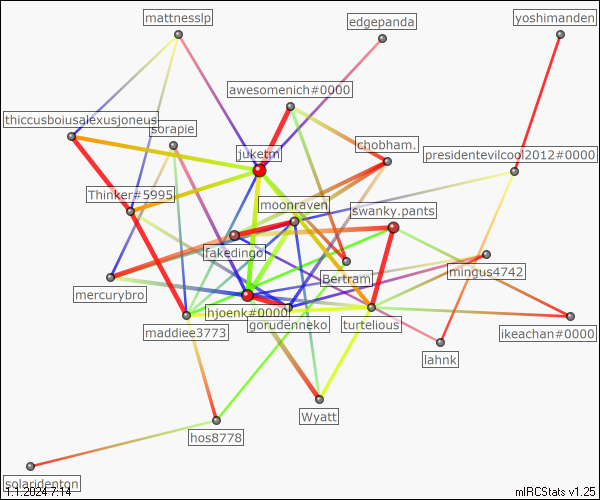 mattnesslp
edgepanda
yoshimanden
awesomenich#0000
thiccusboiusalexusjoneus
sorapie
juketm
chobham.
presidentevilcool2012#0000
Thinker#5995
moonraven
swanky.pants
fakedingo
Bertram
mingus4742
mercurybro
hjoenk#0000
gorudenneko
turtelious
maddiee3773
ikeachan#0000
lahnk
Wyatt
hos8778
solaridenton
1.1.2024 7:14
mIRCStats v1.25